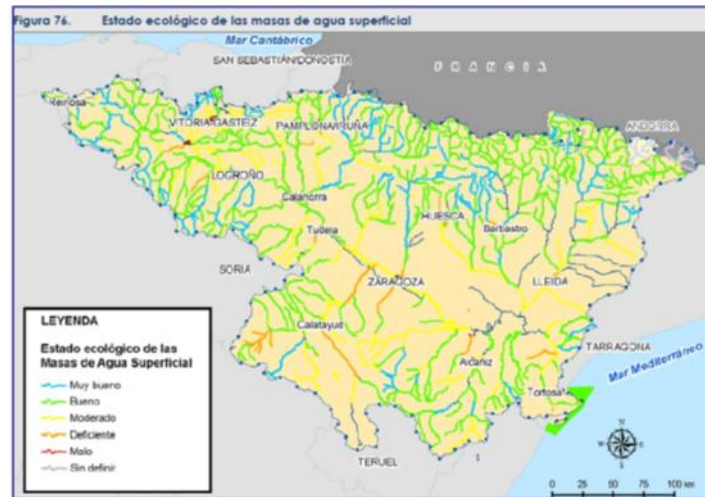 Figura 76. Estado ecológico de las masas de agua superficial
Mar Cantábrico
SAN SEBASTIÁN/DONOSTIA
FRANCIA
Reinosa
VITORIA-GASTEIZ
PAMPLONA/IRUÑA
ANDORRA
LOGROÑO
Calahorra
HUESCA
Tudela
Barbastro
SORIA
ZARAGOZA
LLEIDA
LEYENDA
Estado ecológico de las
Masas de Agua Superficial
Muy bueno
Bueno
Moderado
Deficiente
Malo
Sin definir
Calatayud
Alcañiz
TARRAGONA
Mar Mediterráneo
Tortosa
TERUEL
N
0 25 50 75 100 km